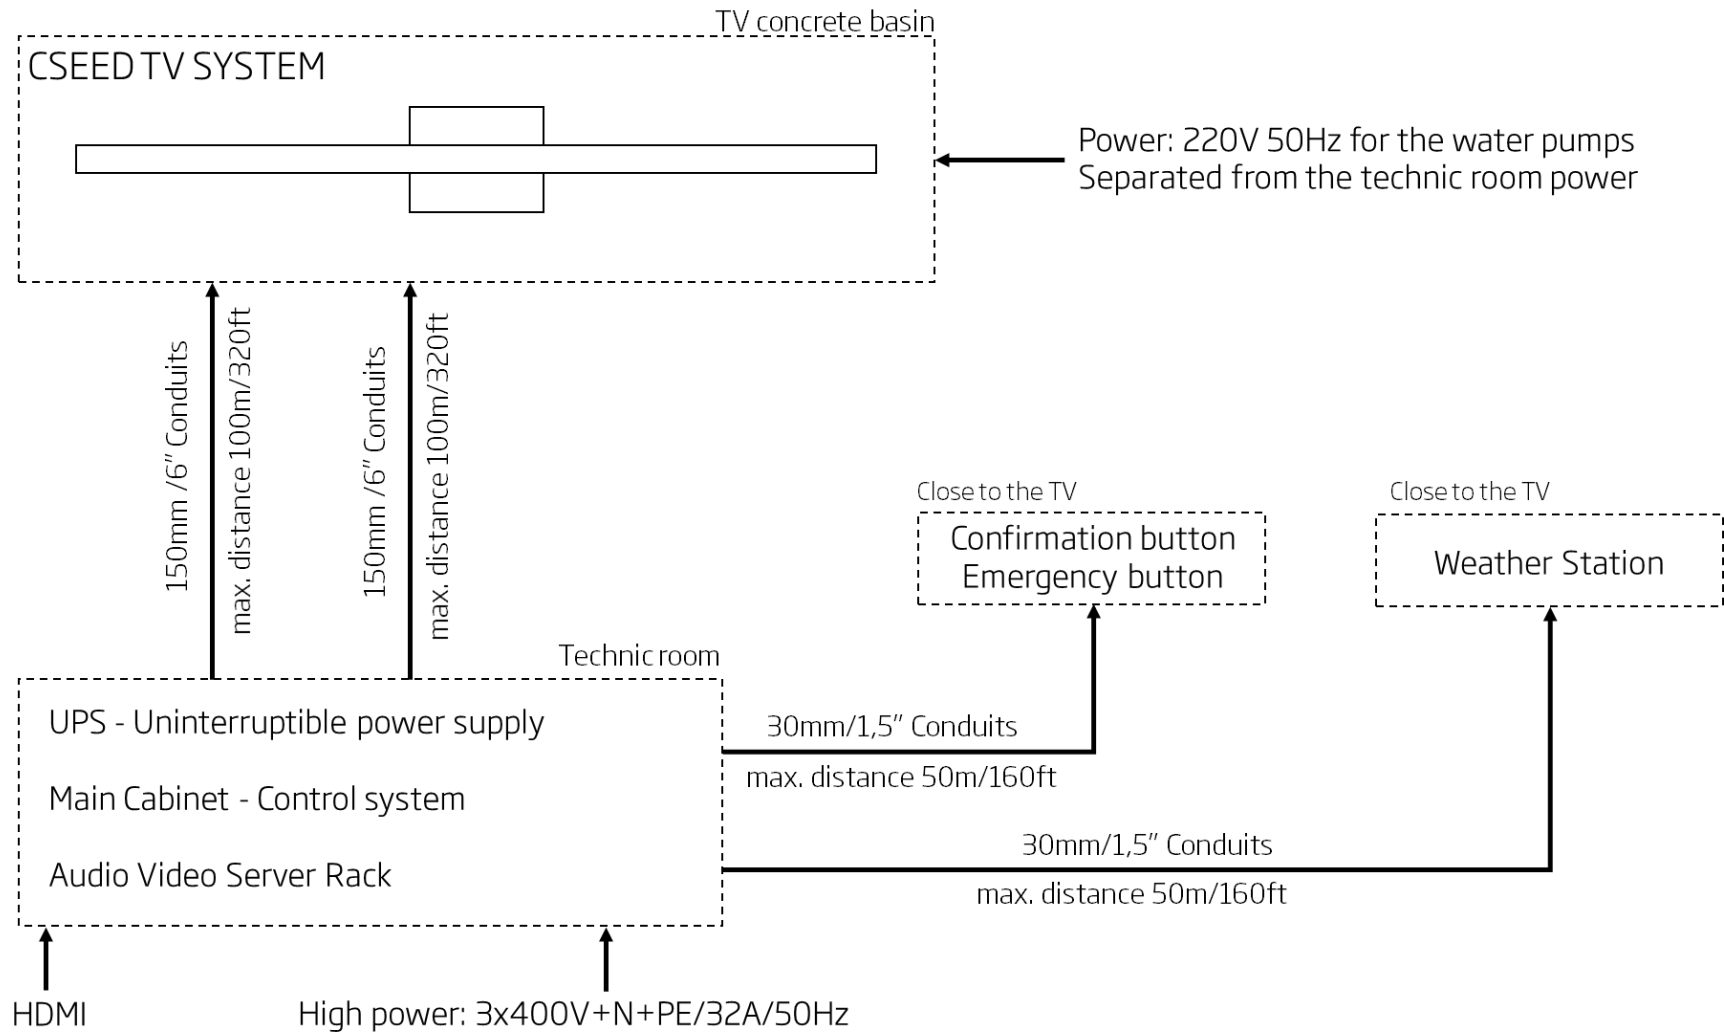 TV concrete basin
CSEED TV SYSTEM
Power: 220V 50Hz for the water pumps
Separated from the technic room power
150mm /6" Conduits
max. distance 100m/320ft
150mm /6" Conduits
max. distance 100m/320ft
Close to the TV
Confirmation button
Emergency button
Close to the TV
Weather Station
Technic room
UPS - Uninterruptible power supply
Main Cabinet - Control system
Audio Video Server Rack
30mm/1,5" Conduits
max. distance 50m/160ft
30mm/1,5" Conduits
max. distance 50m/160ft
HDMI
High power: 3x400V+N+PE/32A/50Hz